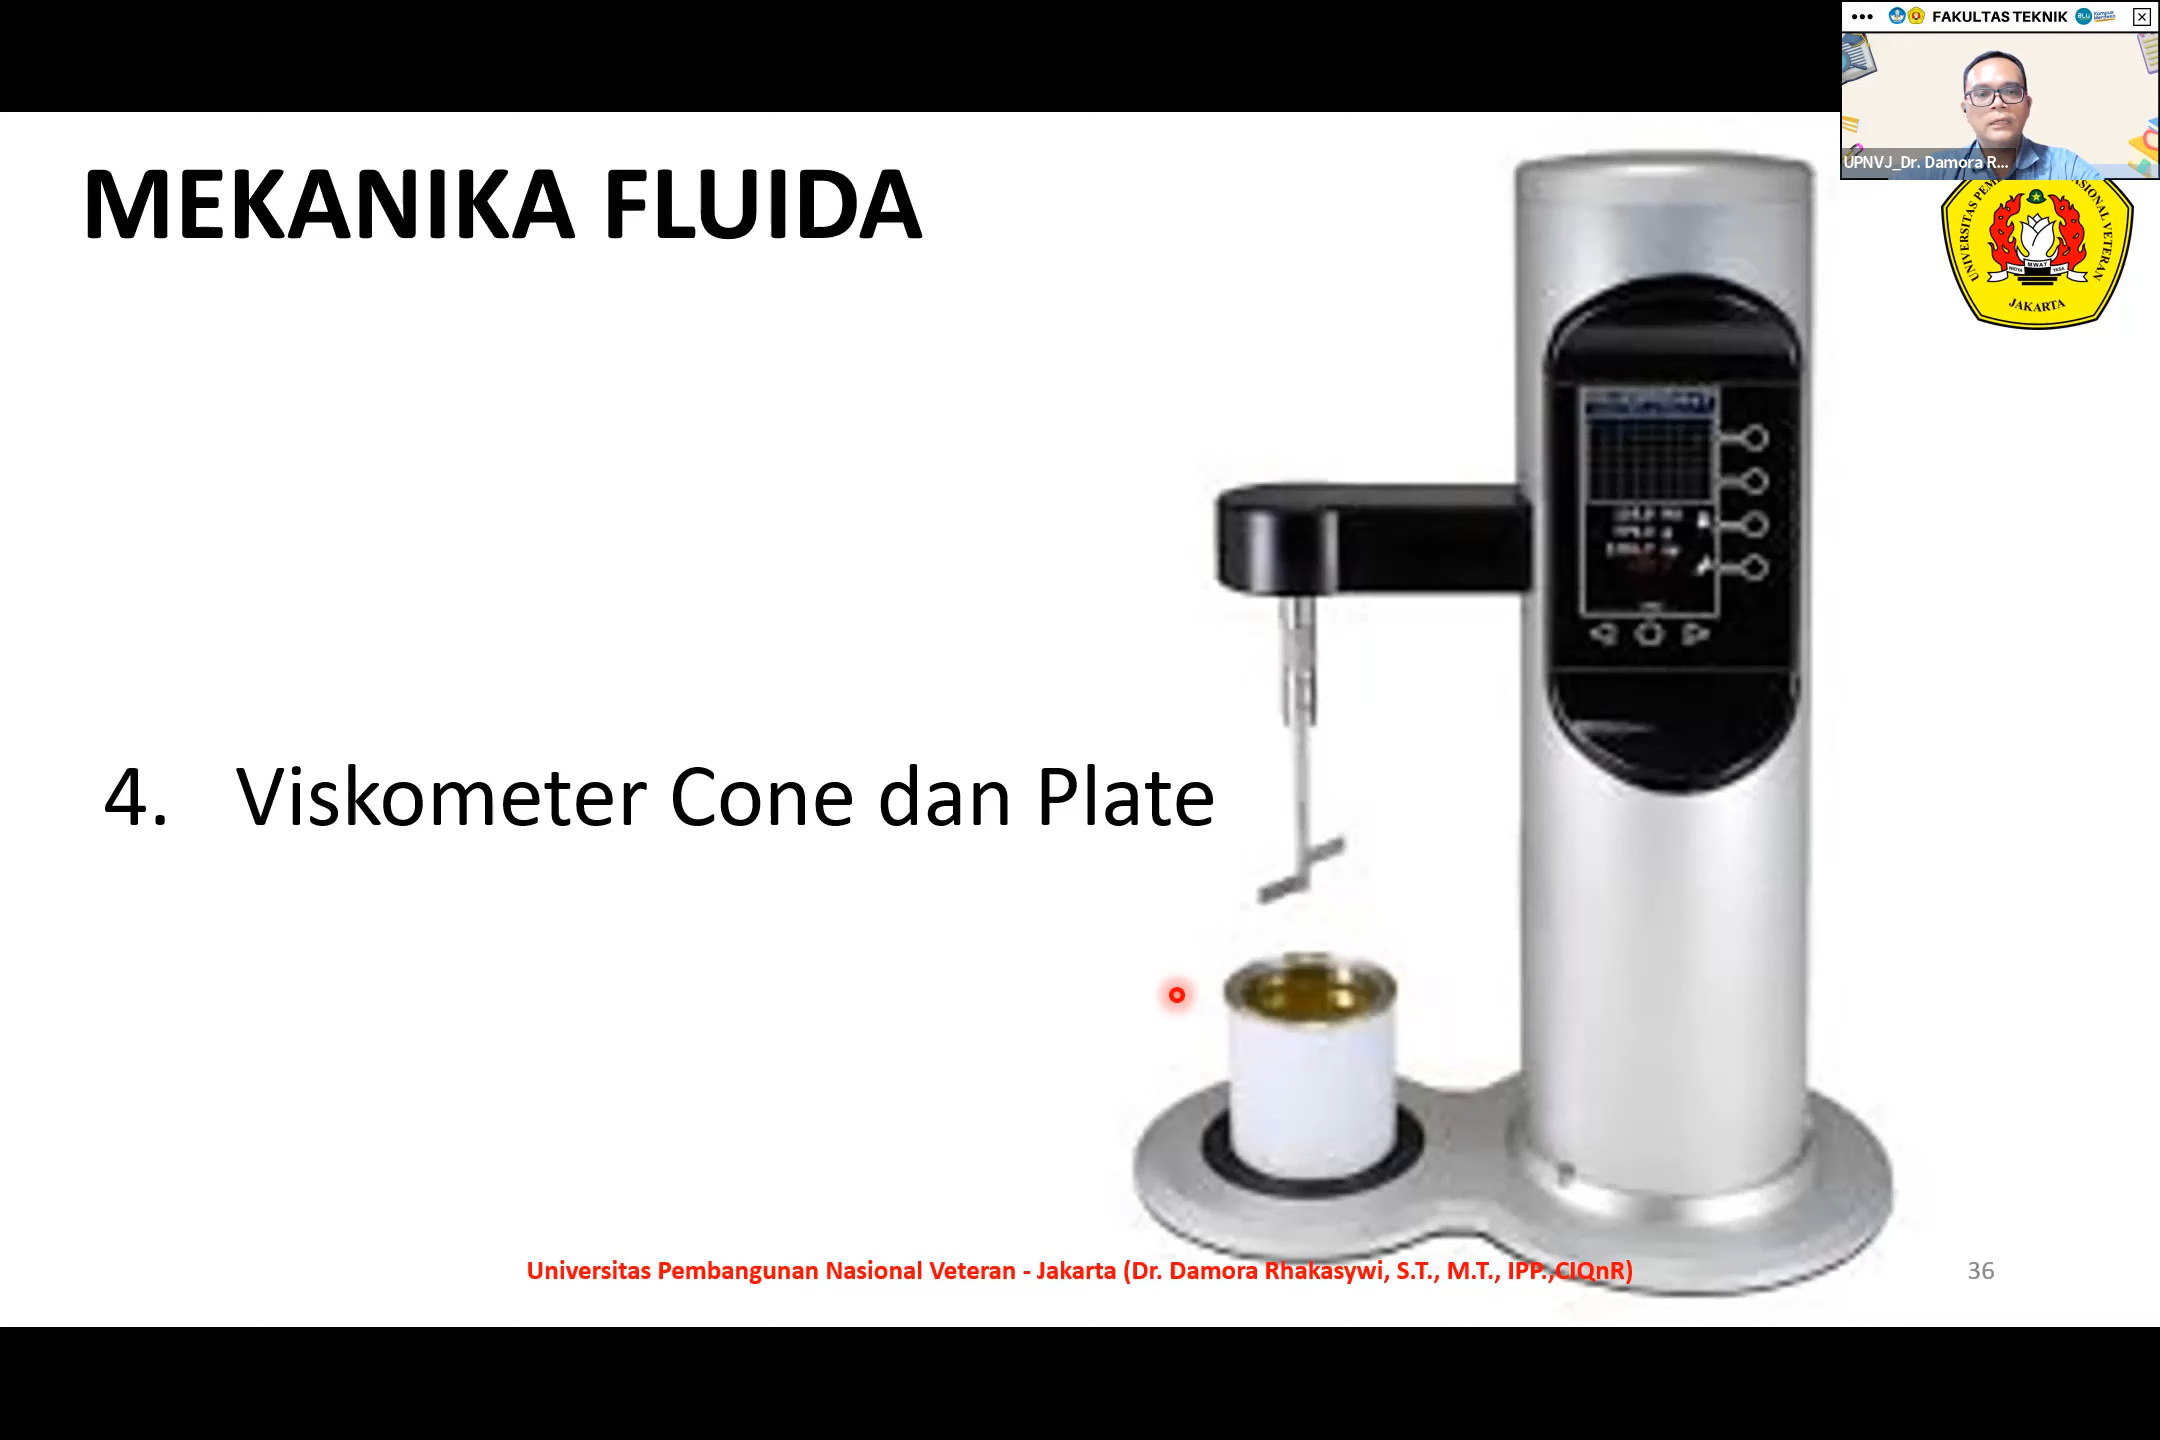 ••• FAKULTAS TEKNIK
UPNVJ_Dr. Damora R...
MEKANIKA FLUIDA
JAKARTA
4. Viskometer Cone dan Plate
Universitas Pembangunan Nasional Veteran - Jakarta (Dr. Damora Rhakasywi, S.T., M.T., IPP.,CIQnR)
36